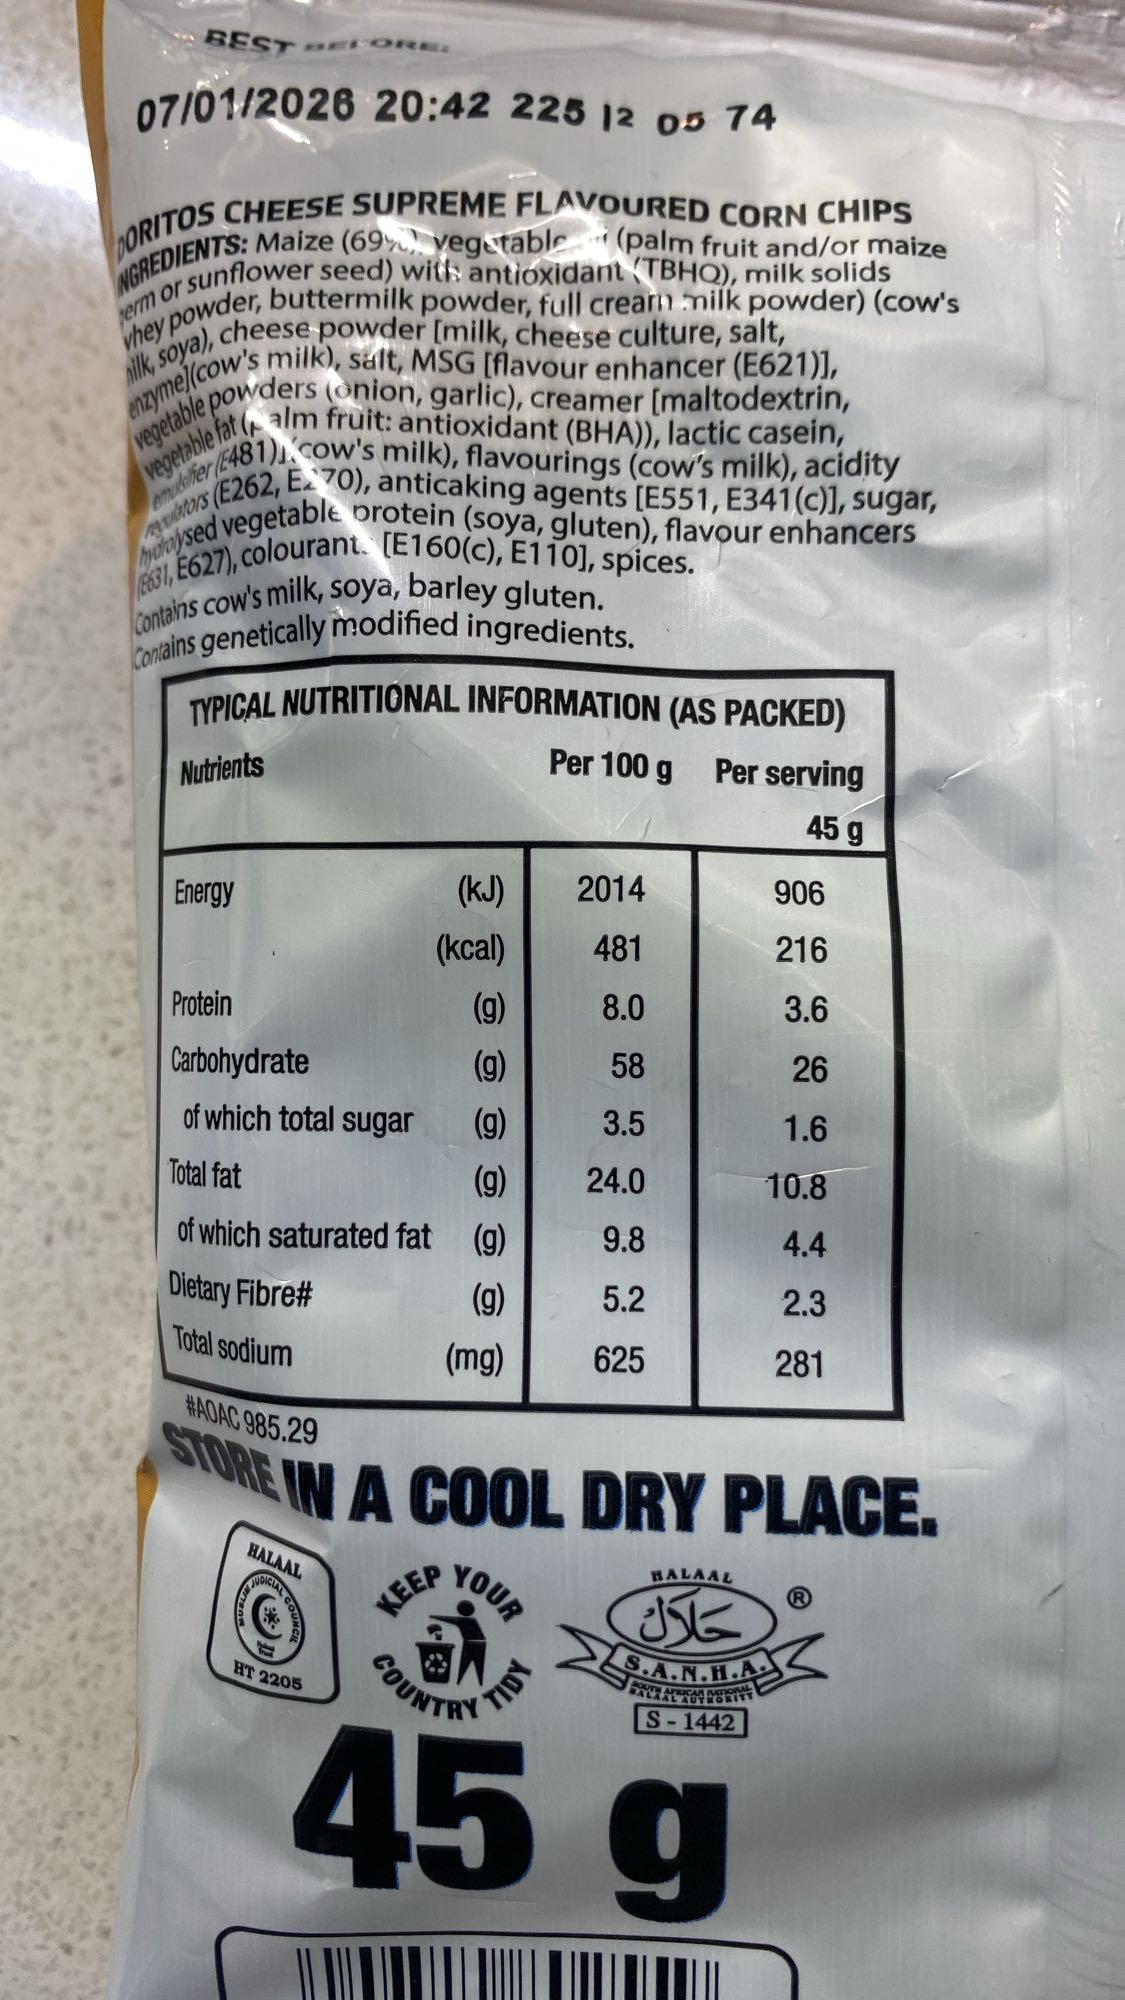 BEST BEFORE:
07/01/2026 20:42 225 12 05 74
DORITOS CHEESE SUPREME FLAVOURED CORN CHIPS
INGREDIENTS: Maize (69%), vegetable (palm fruit and/or maize
germ or sunflower seed) with antioxidant (TBHQ), milk solids
whey powder, buttermilk powder, full cream milk powder) (cow's
milk, soya), cheese powder [milk, cheese culture, salt,
enzyme](cow's milk), salt, MSG [flavour enhancer (E621)],
vegetable powders (onion, garlic), creamer [maltodextrin,
vegetable fat (palm fruit: antioxidant (BHA)), lactic casein,
emulsifier (E481)](cow's milk), flavourings (cow's milk), acidity
regulators (E262, E270), anticaking agents [E551, E341(c)], sugar,
hydrolysed vegetable protein (soya, gluten), flavour enhancers
(E631, E627), colourants [E160(c), E110], spices.
Contains cow's milk, soya, barley gluten.
Contains genetically modified ingredients.
TYPICAL NUTRITIONAL INFORMATION (AS PACKED)
Nutrients Per 100 g Per serving
45 g
Energy (kJ) 2014 906
(kcal) 481 216
Protein (g) 8.0 3.6
Carbohydrate (g) 58 26
of which total sugar (g) 3.5 1.6
Total fat (g) 24.0 10.8
of which saturated fat (g) 9.8 4.4
Dietary Fibre# (g) 5.2 2.3
Total sodium (mg) 625 281
#AOAC 985.29
STORE IN A COOL DRY PLACE.
HALAAL
MUSLIM JUDICIAL COUNCIL
Halaal
Trust
HT 2205
KEEP YOUR
COUNTRY TIDY
HALAAL
حلال
®
S.A.N.H.A.
SOUTH AFRICAN NATIONAL
HALAAL AUTHORITY
S - 1442
45 g